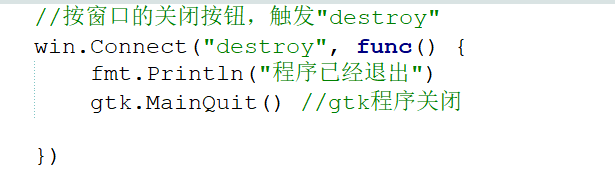 //按窗口的关闭按钮，触发"destroy"
win.Connect("destroy", func() {
fmt.Println("程序已经退出")
gtk.MainQuit() //gtk程序关闭
})